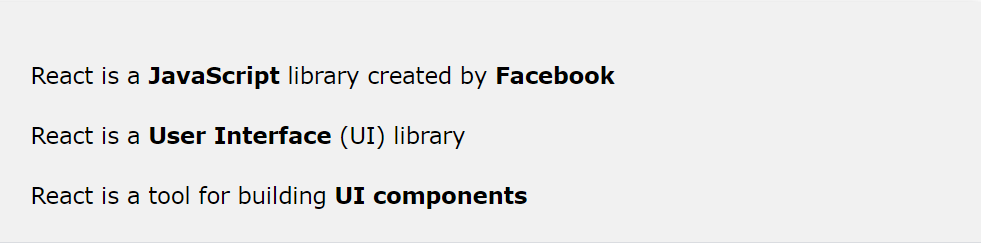 React is a JavaScript library created by Facebook
React is a User Interface (UI) library
React is a tool for building UI components